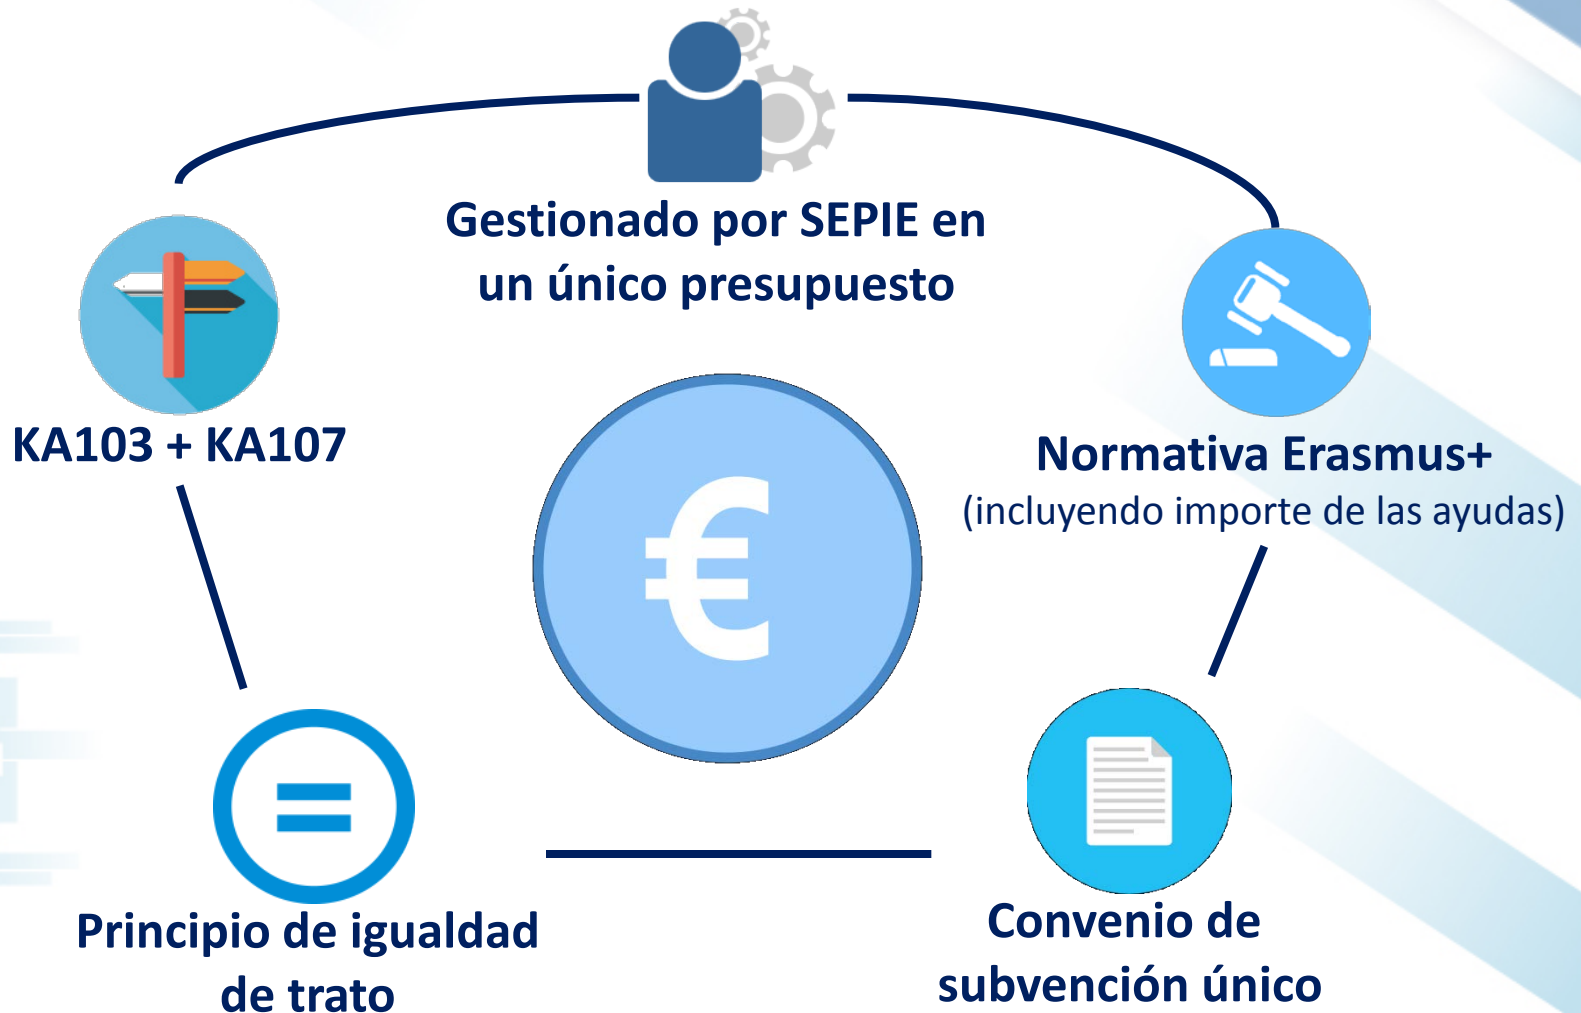 Gestionado por SEPIE en
un único presupuesto
KA103 + KA107
Normativa Erasmus+
(incluyendo importe de las ayudas)
€
=
Principio de igualdad
de trato
Convenio de
subvención único